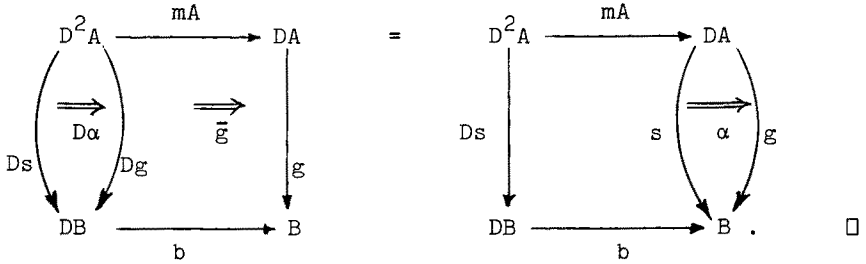 mA = mA
D²A DA D²A DA
Dα ḡ Ds s α g
Ds Dg g
DB B DB B . □
b b